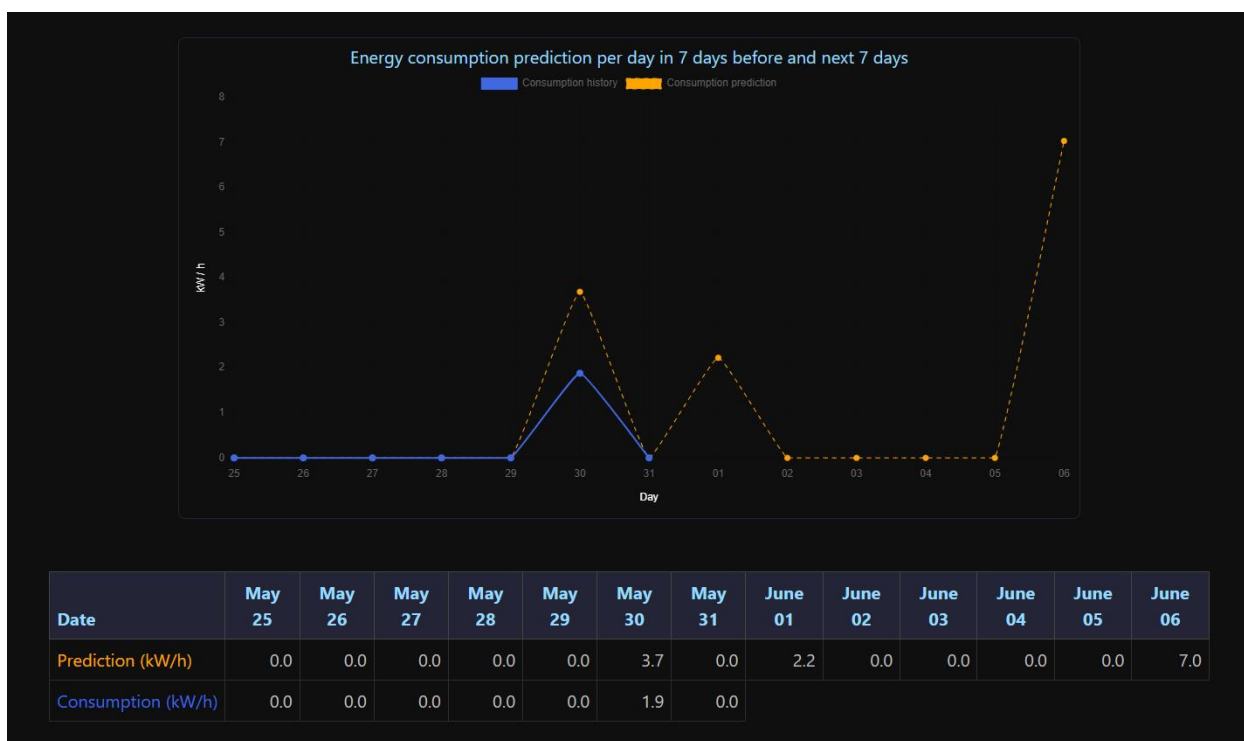 Energy consumption prediction per day in 7 days before and next 7 days
Consumption history Consumption prediction
8
7
6
5
4
3
2
1
0
kW / h
25 26 27 28 29 30 31 01 02 03 04 05 06
Day
Date May 25 May 26 May 27 May 28 May 29 May 30 May 31 June 01 June 02 June 03 June 04 June 05 June 06
Prediction (kW/h) 0.0 0.0 0.0 0.0 0.0 3.7 0.0 2.2 0.0 0.0 0.0 0.0 7.0
Consumption (kW/h) 0.0 0.0 0.0 0.0 0.0 1.9 0.0